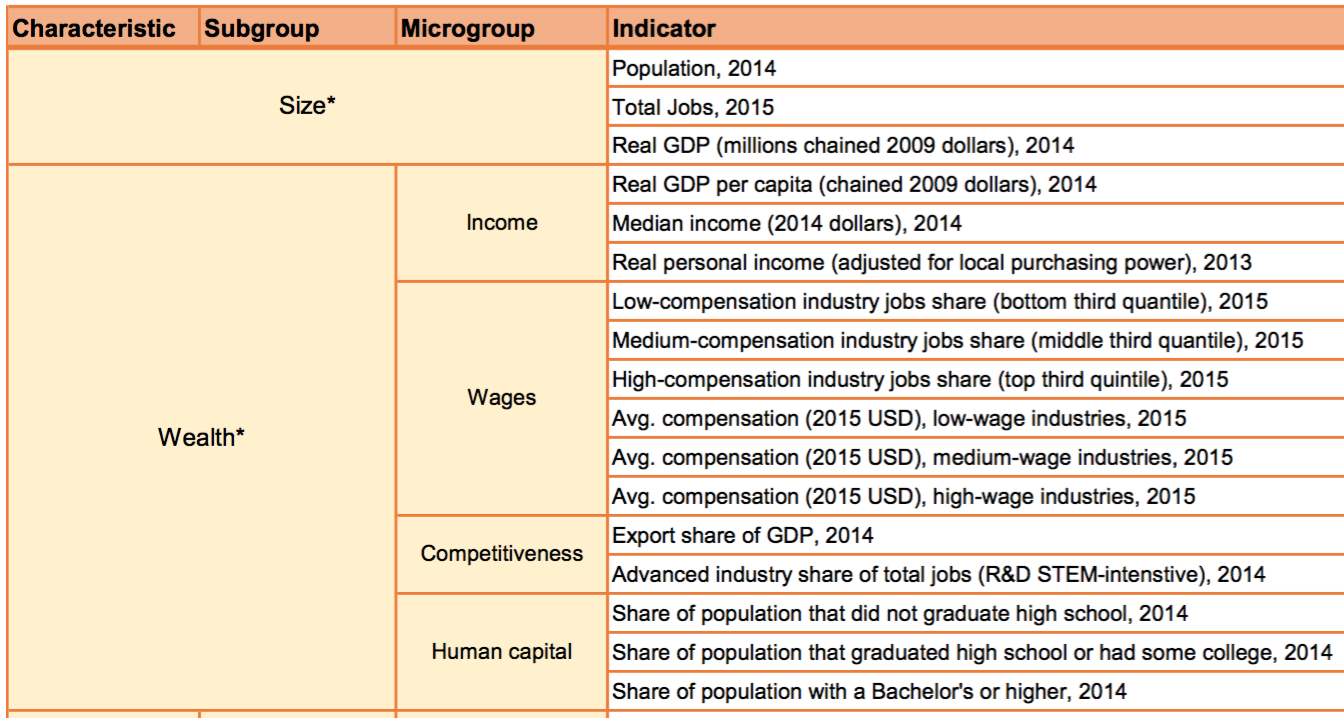 Characteristic Subgroup Microgroup Indicator
Size* Population, 2014
Total Jobs, 2015
Real GDP (millions chained 2009 dollars), 2014
Wealth* Income Real GDP per capita (chained 2009 dollars), 2014
Median income (2014 dollars), 2014
Real personal income (adjusted for local purchasing power), 2013
Wages Low-compensation industry jobs share (bottom third quantile), 2015
Medium-compensation industry jobs share (middle third quantile), 2015
High-compensation industry jobs share (top third quintile), 2015
Avg. compensation (2015 USD), low-wage industries, 2015
Avg. compensation (2015 USD), medium-wage industries, 2015
Avg. compensation (2015 USD), high-wage industries, 2015
Competitiveness Export share of GDP, 2014
Advanced industry share of total jobs (R&D STEM-intenstive), 2014
Human capital Share of population that did not graduate high school, 2014
Share of population that graduated high school or had some college, 2014
Share of population with a Bachelor's or higher, 2014